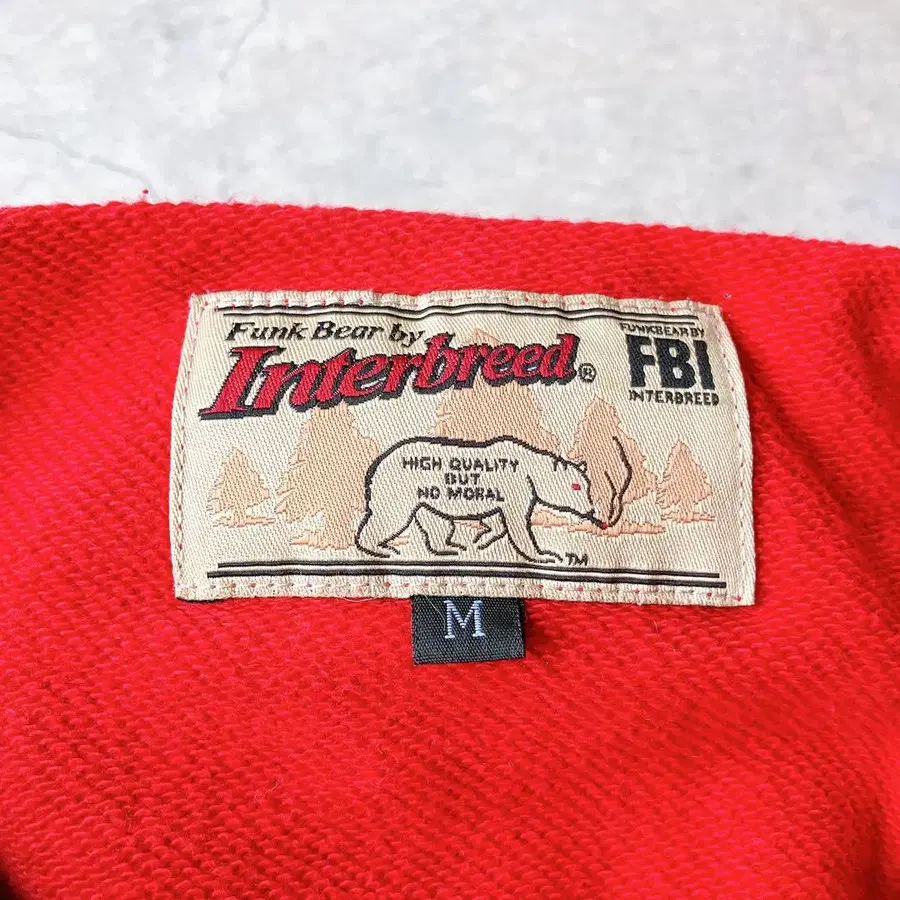 Funk Bear by
Interbreed®
FUNKBEAR BY
FBI
INTERBREED
HIGH QUALITY
BUT
NO MORAL
TM
M